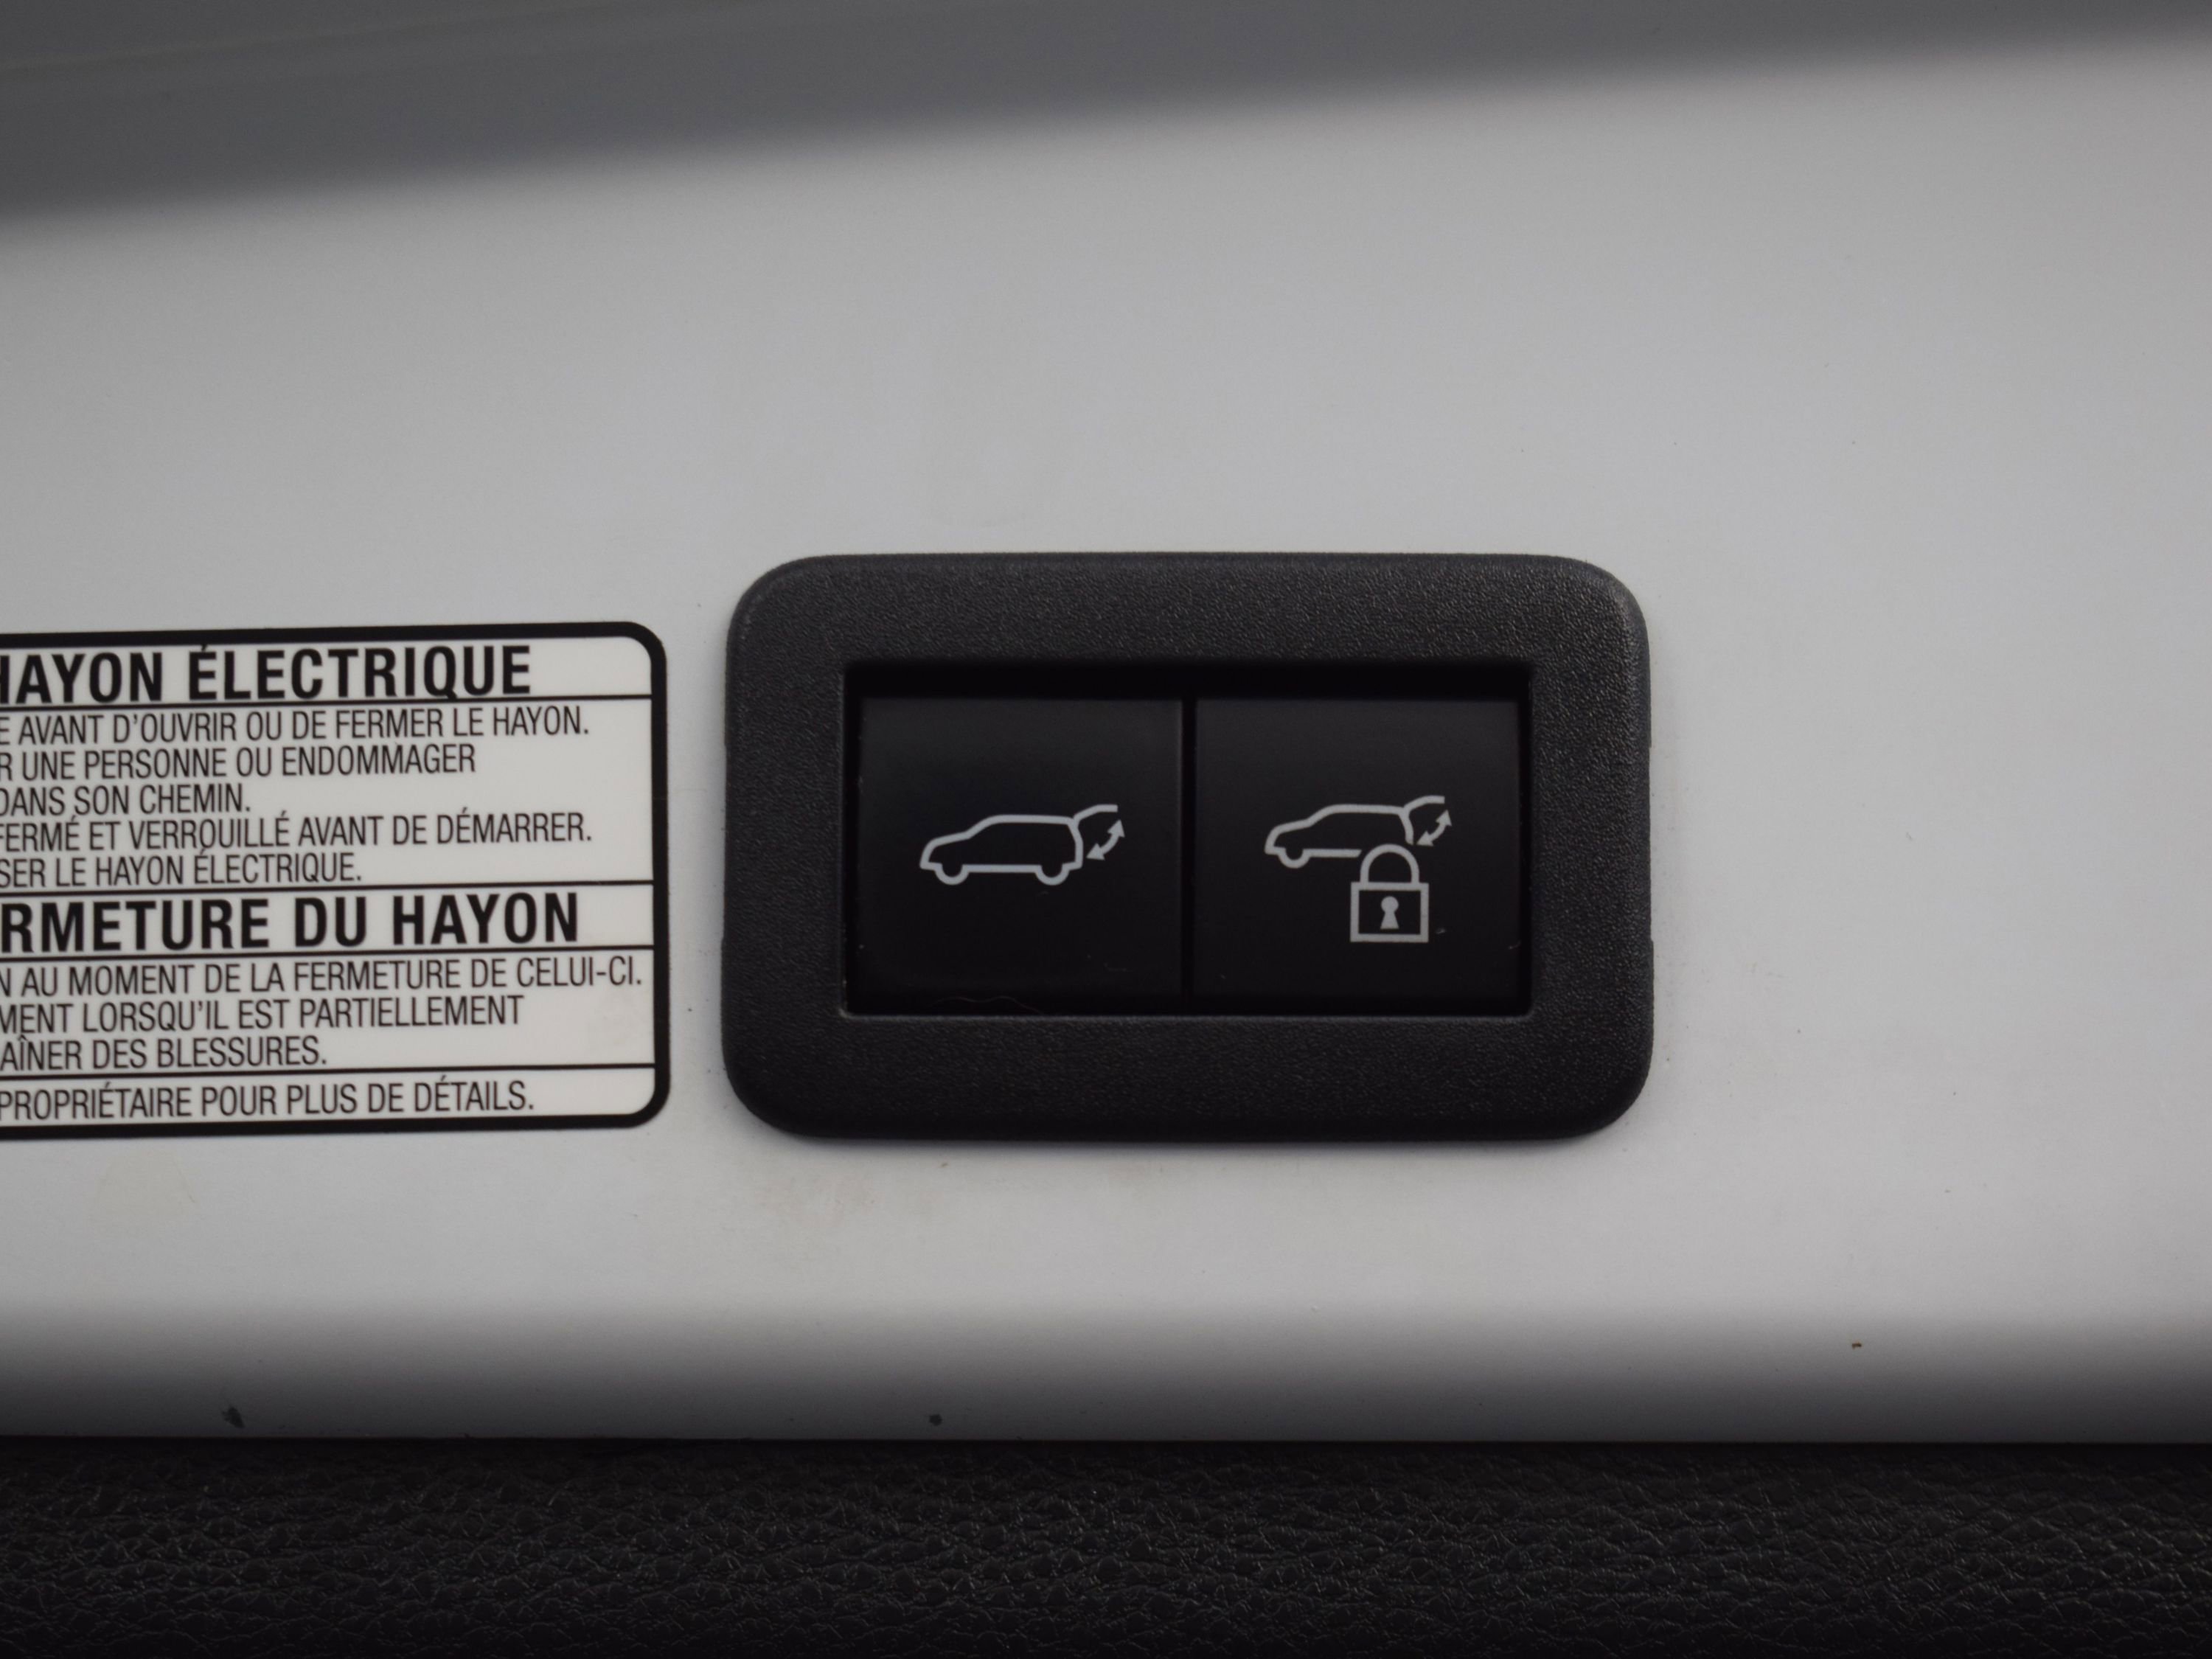 HAYON ÉLECTRIQUE
AVANT D'OUVRIR OU DE FERMER LE HAYON.
UNE PERSONNE OU ENDOMMAGER
DANS SON CHEMIN.
FERMÉ ET VERROUILLÉ AVANT DE DÉMARRER.
SER LE HAYON ÉLECTRIQUE.
RMETURE DU HAYON
N AU MOMENT DE LA FERMETURE DE CELUI-CI.
MENT LORSQU'IL EST PARTIELLEMENT
AÎNER DES BLESSURES.
PROPRIÉTAIRE POUR PLUS DE DÉTAILS.